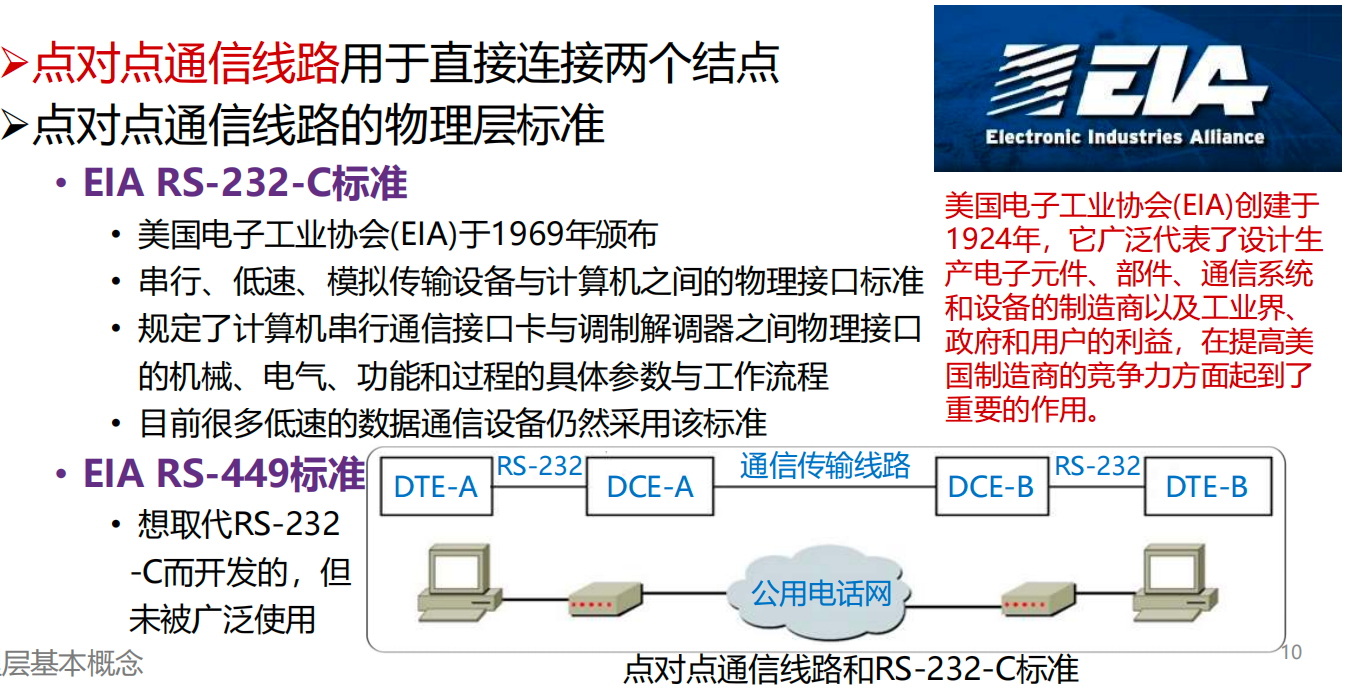 ➢点对点通信线路用于直接连接两个结点
➢点对点通信线路的物理层标准
• EIA RS-232-C标准
• 美国电子工业协会(EIA)于1969年颁布
• 串行、低速、模拟传输设备与计算机之间的物理接口标准
• 规定了计算机串行通信接口卡与调制解调器之间物理接口
的机械、电气、功能和过程的具体参数与工作流程
• 目前很多低速的数据通信设备仍然采用该标准
• EIA RS-449标准
• 想取代RS-232
-C而开发的，但
未被广泛使用
EIA
Electronic Industries Alliance
美国电子工业协会(EIA)创建于
1924年，它广泛代表了设计生
产电子元件、部件、通信系统
和设备的制造商以及工业界、
政府和用户的利益，在提高美
国制造商的竞争力方面起到了
重要的作用。
DTE-A RS-232 DCE-A 通信传输线路 DCE-B RS-232 DTE-B
公用电话网
点对点通信线路和RS-232-C标准
层基本概念
10